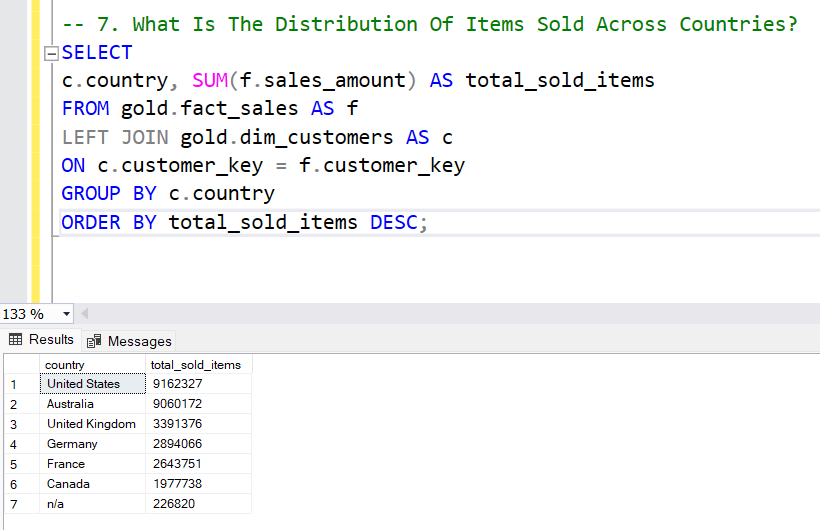 -- 7. What Is The Distribution Of Items Sold Across Countries?
SELECT
c.country, SUM(f.sales_amount) AS total_sold_items
FROM gold.fact_sales AS f
LEFT JOIN gold.dim_customers AS c
ON c.customer_key = f.customer_key
GROUP BY c.country
ORDER BY total_sold_items DESC;
133 %
Results Messages
country total_sold_items
1 United States 9162327
2 Australia 9060172
3 United Kingdom 3391376
4 Germany 2894066
5 France 2643751
6 Canada 1977738
7 n/a 226820